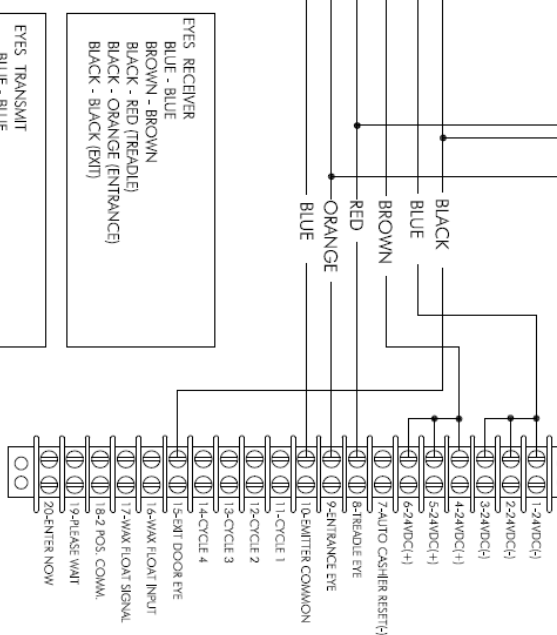 EYES RECEIVER
BLUE - BLUE
BROWN - BROWN
BLACK - RED (TREADLE)
BLACK - ORANGE (ENTRANCE)
BLACK - BLACK (EXIT)
EYES TRANSMIT
BLUE - BLUE
BLACK
BLUE
BROWN
RED
ORANGE
BLUE
1-24VDC(-)
2-24VDC(-)
3-24VDC(-)
4-24VDC(+)
5-24VDC(+)
6-24VDC(+)
7-AUTO CASHIER RESET(-)
8-TREADLE EYE
9-ENTRANCE EYE
10-EMITTER COMMON
11-CYCLE 1
12-CYCLE 2
13-CYCLE 3
14-CYCLE 4
15-EXIT DOOR EYE
16-WAX FLOAT INPUT
17-WAX FLOAT SIGNAL
18-2 POS. COMM.
19-PLEASE WAIT
20-ENTER NOW